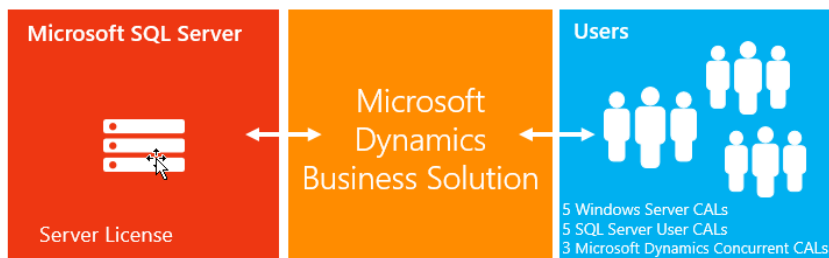 Microsoft SQL Server
Server License
Microsoft
Dynamics
Business Solution
Users
5 Windows Server CALs
5 SQL Server User CALs
3 Microsoft Dynamics Concurrent CALs